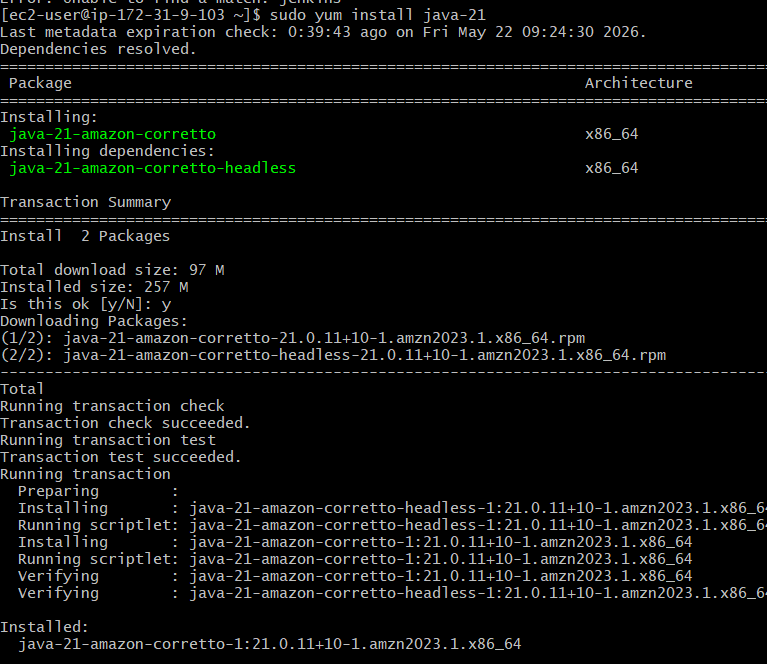 Error: Unable to find a match: jenkins
[ec2-user@ip-172-31-9-103 ~]$ sudo yum install java-21
Last metadata expiration check: 0:39:43 ago on Fri May 22 09:24:30 2026.
Dependencies resolved.
================================================================================
Package Architecture
================================================================================
Installing:
java-21-amazon-corretto x86_64
Installing dependencies:
java-21-amazon-corretto-headless x86_64
Transaction Summary
================================================================================
Install  2 Packages
Total download size: 97 M
Installed size: 257 M
Is this ok [y/N]: y
Downloading Packages:
(1/2): java-21-amazon-corretto-21.0.11+10-1.amzn2023.1.x86_64.rpm
(2/2): java-21-amazon-corretto-headless-21.0.11+10-1.amzn2023.1.x86_64.rpm
--------------------------------------------------------------------------------
Total
Running transaction check
Transaction check succeeded.
Running transaction test
Transaction test succeeded.
Running transaction
Preparing        :
Installing       : java-21-amazon-corretto-headless-1:21.0.11+10-1.amzn2023.1.x86_64
Running scriptlet: java-21-amazon-corretto-headless-1:21.0.11+10-1.amzn2023.1.x86_64
Installing       : java-21-amazon-corretto-1:21.0.11+10-1.amzn2023.1.x86_64
Running scriptlet: java-21-amazon-corretto-1:21.0.11+10-1.amzn2023.1.x86_64
Verifying        : java-21-amazon-corretto-1:21.0.11+10-1.amzn2023.1.x86_64
Verifying        : java-21-amazon-corretto-headless-1:21.0.11+10-1.amzn2023.1.x86_64
Installed:
java-21-amazon-corretto-1:21.0.11+10-1.amzn2023.1.x86_64